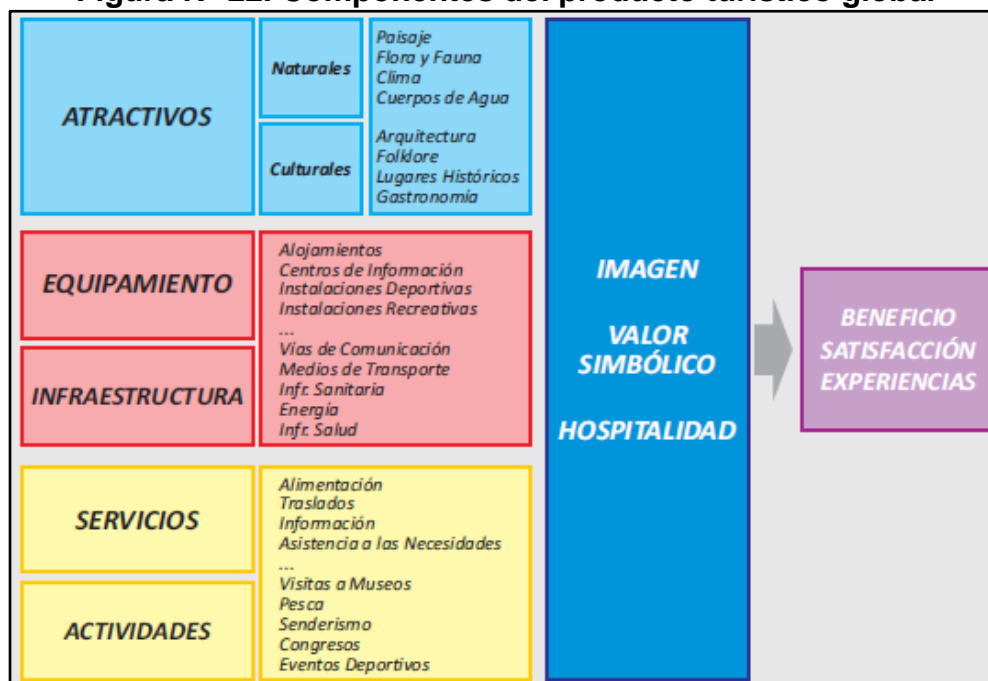 ATRACTIVOS
Naturales
Paisaje
Flora y Fauna
Clima
Cuerpos de Agua
Culturales
Arquitectura
Folklore
Lugares Históricos
Gastronomía
EQUIPAMIENTO
Alojamientos
Centros de Información
Instalaciones Deportivas
Instalaciones Recreativas
...
INFRAESTRUCTURA
Vías de Comunicación
Medios de Transporte
Infr. Sanitaria
Energía
Infr. Salud
SERVICIOS
Alimentación
Traslados
Información
Asistencia a las Necesidades
...
ACTIVIDADES
Visitas a Museos
Pesca
Senderismo
Congresos
Eventos Deportivos
IMAGEN
VALOR
SIMBÓLICO
HOSPITALIDAD
BENEFICIO
SATISFACCIÓN
EXPERIENCIAS